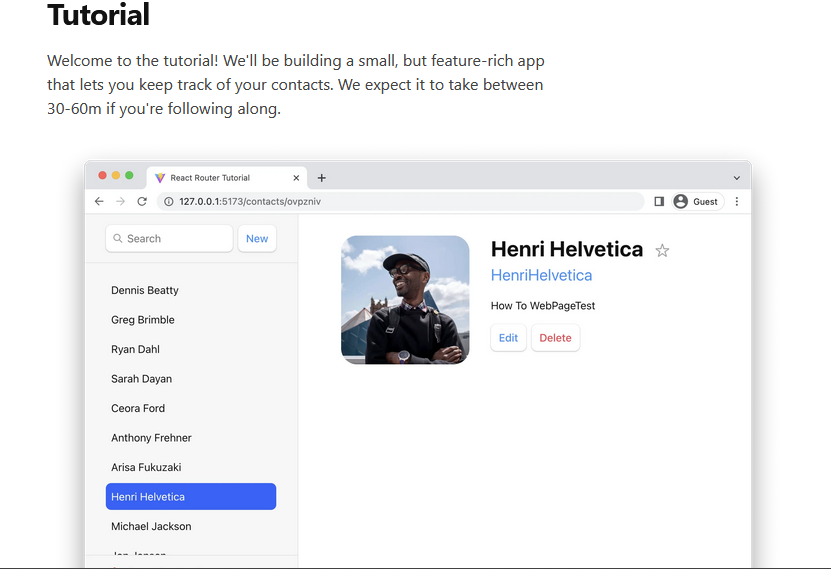 Tutorial
Welcome to the tutorial! We'll be building a small, but feature-rich app
that lets you keep track of your contacts. We expect it to take between
30-60m if you're following along.
React Router Tutorial
127.0.0.1:5173/contacts/ovpzniv
Guest
Search
New
Dennis Beatty
Greg Brimble
Ryan Dahl
Sarah Dayan
Ceora Ford
Anthony Frehner
Arisa Fukuzaki
Henri Helvetica
Michael Jackson
Henri Helvetica
HenriHelvetica
How To WebPageTest
Edit
Delete